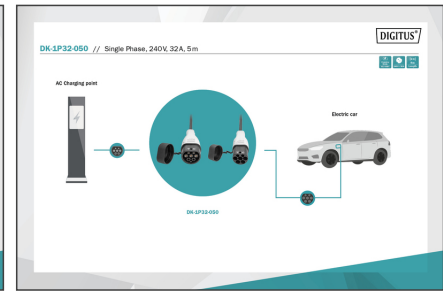 DIGITUS®
DK-1P32-050 // Single Phase, 240V, 32A, 5m
AC Charging point
Electric car
DK-1P32-050